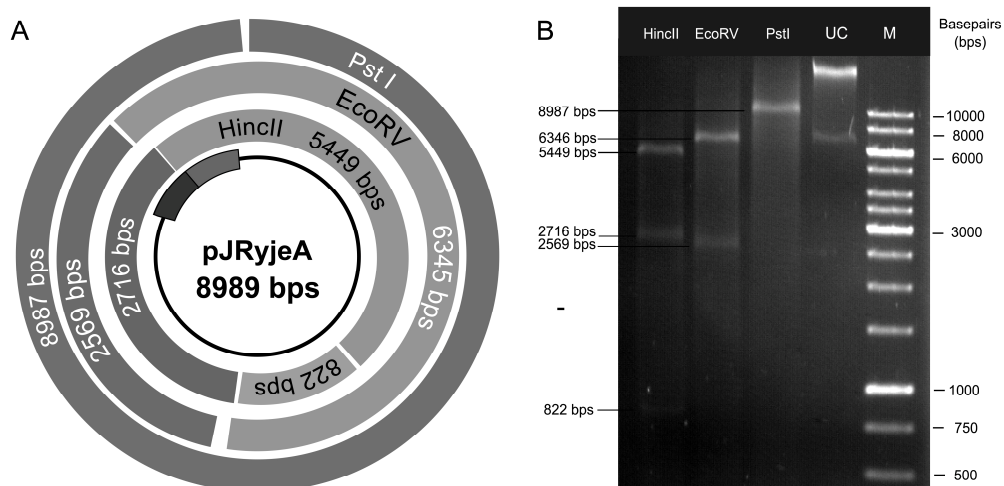 A
Pst I
EcoRV
HincII
5449 bps
6345 bps
822 bps
2716 bps
2569 bps
8987 bps
pJRyjeA
8989 bps
B
HincII EcoRV PstI UC M
Basepairs
(bps)
8987 bps
6346 bps
5449 bps
2716 bps
2569 bps
-
822 bps
10000
8000
6000
3000
1000
750
500